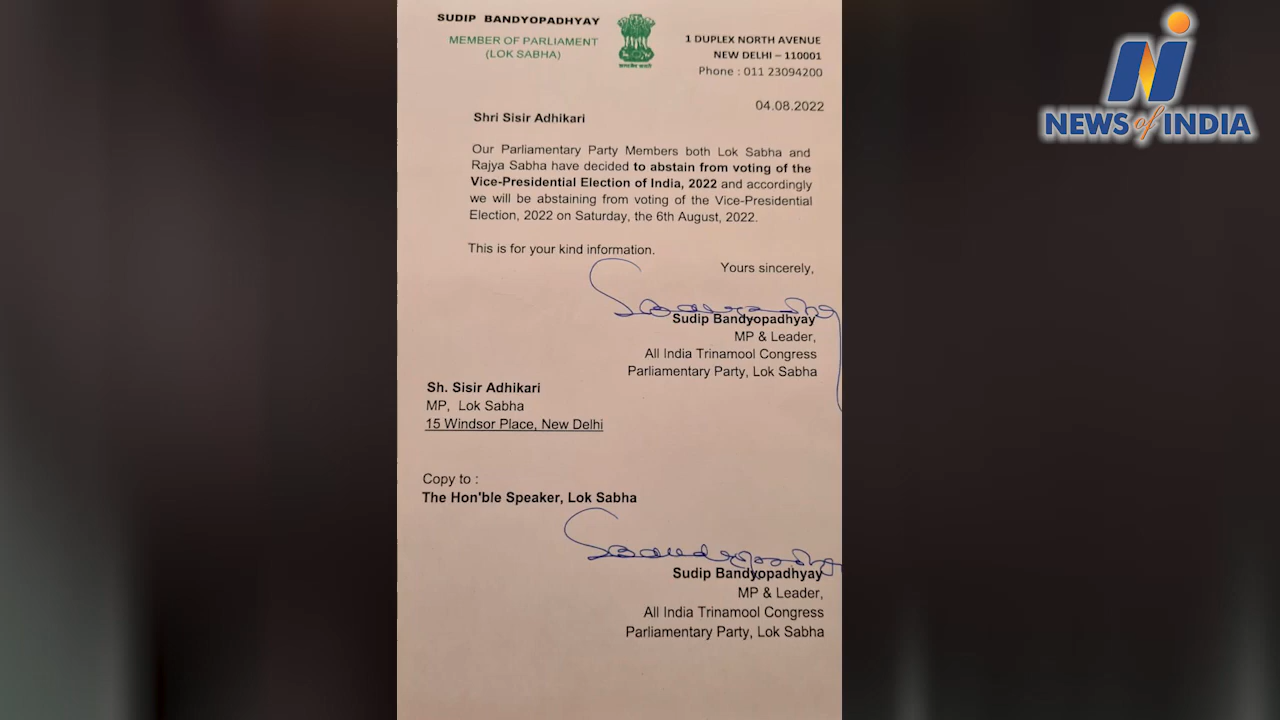 SUDIP BANDYOPADHYAY
MEMBER OF PARLIAMENT
(LOK SABHA)
1 DUPLEX NORTH AVENUE
NEW DELHI – 110001
Phone : 011 23094200
04.08.2022
Shri Sisir Adhikari
Our Parliamentary Party Members both Lok Sabha and
Rajya Sabha have decided to abstain from voting of the
Vice-Presidential Election of India, 2022 and accordingly
we will be abstaining from voting of the Vice-Presidential
Election, 2022 on Saturday, the 6th August, 2022.
This is for your kind information.
Yours sincerely,
Sudip Bandyopadhyay
MP & Leader,
All India Trinamool Congress
Parliamentary Party, Lok Sabha
Sh. Sisir Adhikari
MP, Lok Sabha
15 Windsor Place, New Delhi
Copy to :
The Hon'ble Speaker, Lok Sabha
Sudip Bandyopadhyay
MP & Leader,
All India Trinamool Congress
Parliamentary Party, Lok Sabha
NEWS of INDIA